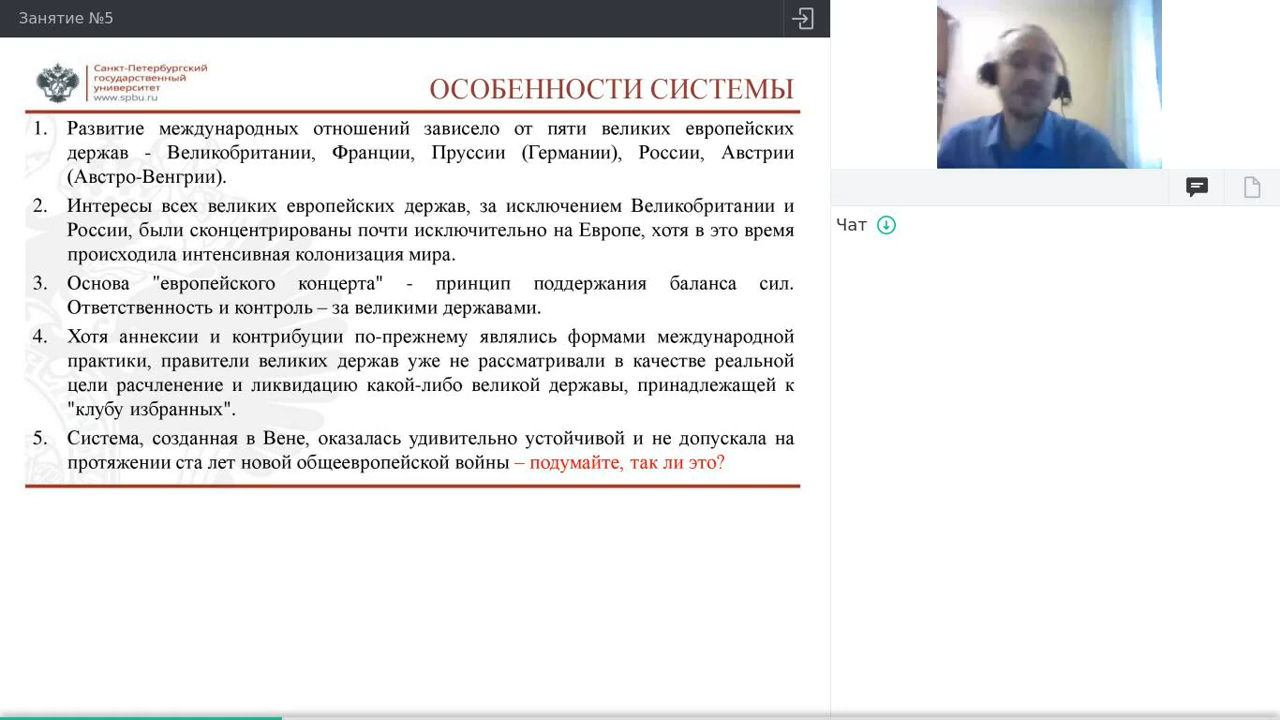 Занятие №5
Санкт-Петербургский
государственный
университет
www.spbu.ru
ОСОБЕННОСТИ СИСТЕМЫ
1. Развитие международных отношений зависело от пяти великих европейских
держав - Великобритании, Франции, Пруссии (Германии), России, Австрии
(Австро-Венгрии).
2. Интересы всех великих европейских держав, за исключением Великобритании и
России, были сконцентрированы почти исключительно на Европе, хотя в это время
происходила интенсивная колонизация мира.
3. Основа "европейского концерта" - принцип поддержания баланса сил.
Ответственность и контроль – за великими державами.
4. Хотя аннексии и контрибуции по-прежнему являлись формами международной
практики, правители великих держав уже не рассматривали в качестве реальной
цели расчленение и ликвидацию какой-либо великой державы, принадлежащей к
"клубу избранных".
5. Система, созданная в Вене, оказалась удивительно устойчивой и не допускала на
протяжении ста лет новой общеевропейской войны – подумайте, так ли это?
Чат